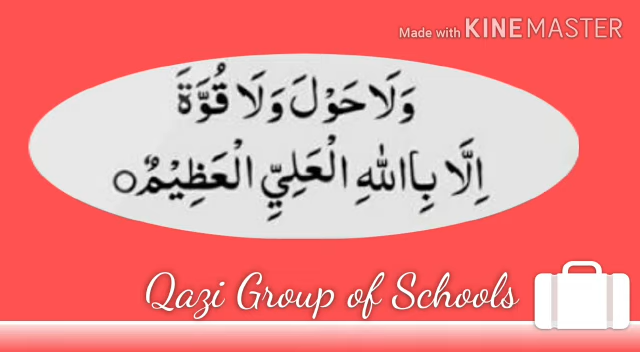 Made with KINEMASTER
وَلَا حَوْلَ وَلَا قُوَّةَ
اِلَّا بِاللّٰهِ الْعَلِيِّ الْعَظِيْمٌ○
Qazi Group of Schools